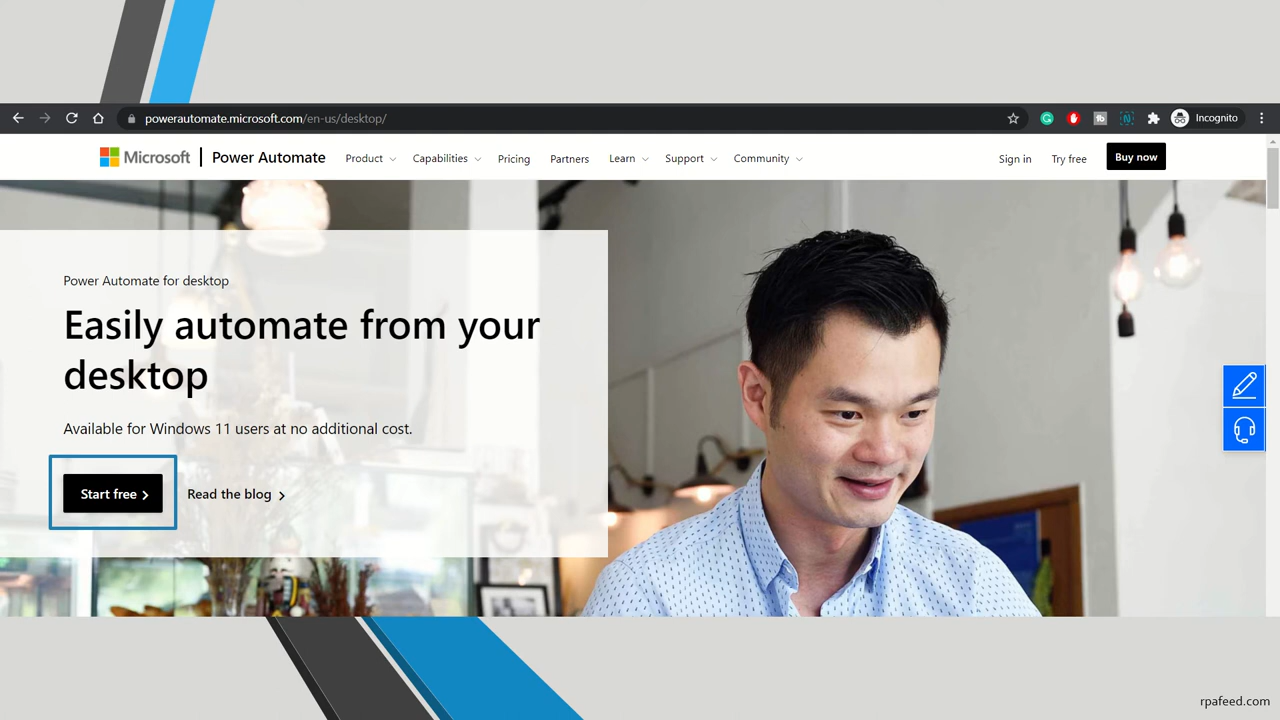 powerautomate.microsoft.com/en-us/desktop/
Incognito
Microsoft
Power Automate
Product
Capabilities
Pricing
Partners
Learn
Support
Community
Sign in
Try free
Buy now
Power Automate for desktop
Easily automate from your
desktop
Available for Windows 11 users at no additional cost.
Start free
Read the blog
rpafeed.com